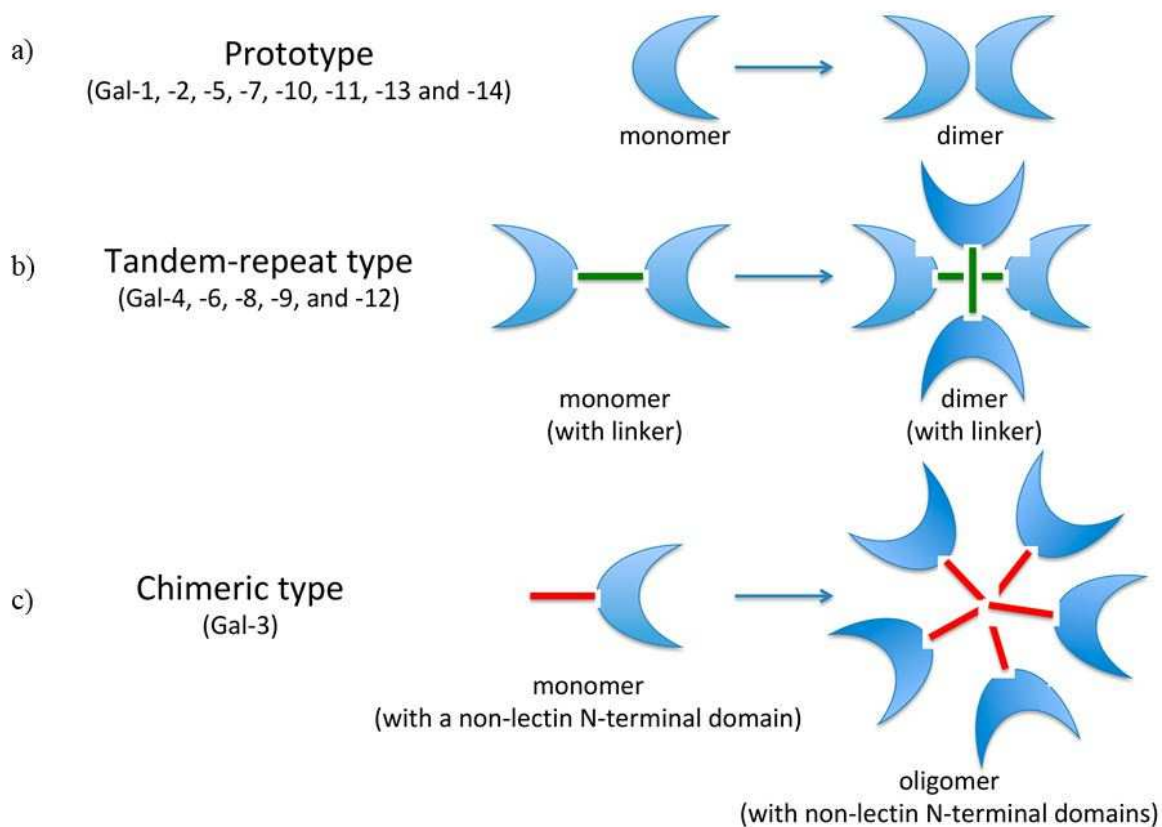 a)
Prototype
(Gal-1, -2, -5, -7, -10, -11, -13 and -14)
monomer
dimer
b)
Tandem-repeat type
(Gal-4, -6, -8, -9, and -12)
monomer
(with linker)
dimer
(with linker)
c)
Chimeric type
(Gal-3)
monomer
(with a non-lectin N-terminal domain)
oligomer
(with non-lectin N-terminal domains)